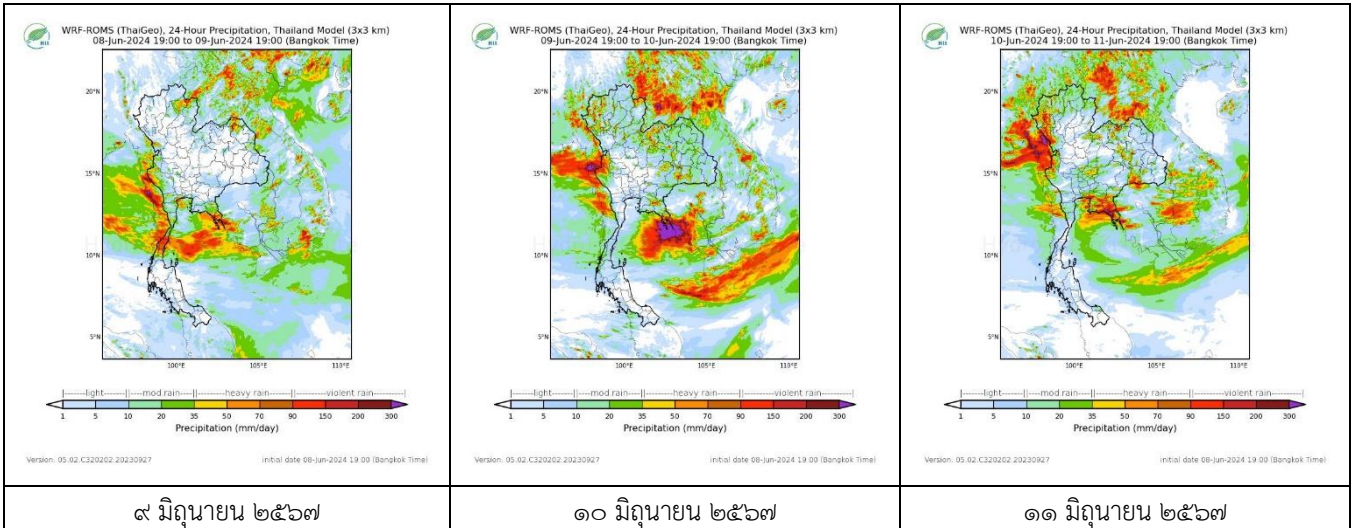 WRF-ROMS (ThaiGeo), 24-Hour Precipitation, Thailand Model (3x3 km)
08-Jun-2024 19:00 to 09-Jun-2024 19:00 (Bangkok Time)
20°N
15°N
10°N
5°N
100°E 105°E 110°E
light mod rain heavy rain violent rain
1 5 10 20 35 50 70 90 150 200 300
Precipitation (mm/day)
Version: 05.02.C320202.20230927 initial date 08-Jun-2024 19:00 (Bangkok Time)
๙ มิถุนายน ๒๕๖๗
WRF-ROMS (ThaiGeo), 24-Hour Precipitation, Thailand Model (3x3 km)
09-Jun-2024 19:00 to 10-Jun-2024 19:00 (Bangkok Time)
20°N
15°N
10°N
5°N
100°E 105°E 110°E
light mod rain heavy rain violent rain
1 5 10 20 35 50 70 90 150 200 300
Precipitation (mm/day)
Version: 05.02.C320202.20230927 initial date 08-Jun-2024 19:00 (Bangkok Time)
๑๐ มิถุนายน ๒๕๖๗
WRF-ROMS (ThaiGeo), 24-Hour Precipitation, Thailand Model (3x3 km)
10-Jun-2024 19:00 to 11-Jun-2024 19:00 (Bangkok Time)
20°N
15°N
10°N
5°N
100°E 105°E 110°E
light mod rain heavy rain violent rain
1 5 10 20 35 50 70 90 150 200 300
Precipitation (mm/day)
Version: 05.02.C320202.20230927 initial date 08-Jun-2024 19:00 (Bangkok Time)
๑๑ มิถุนายน ๒๕๖๗